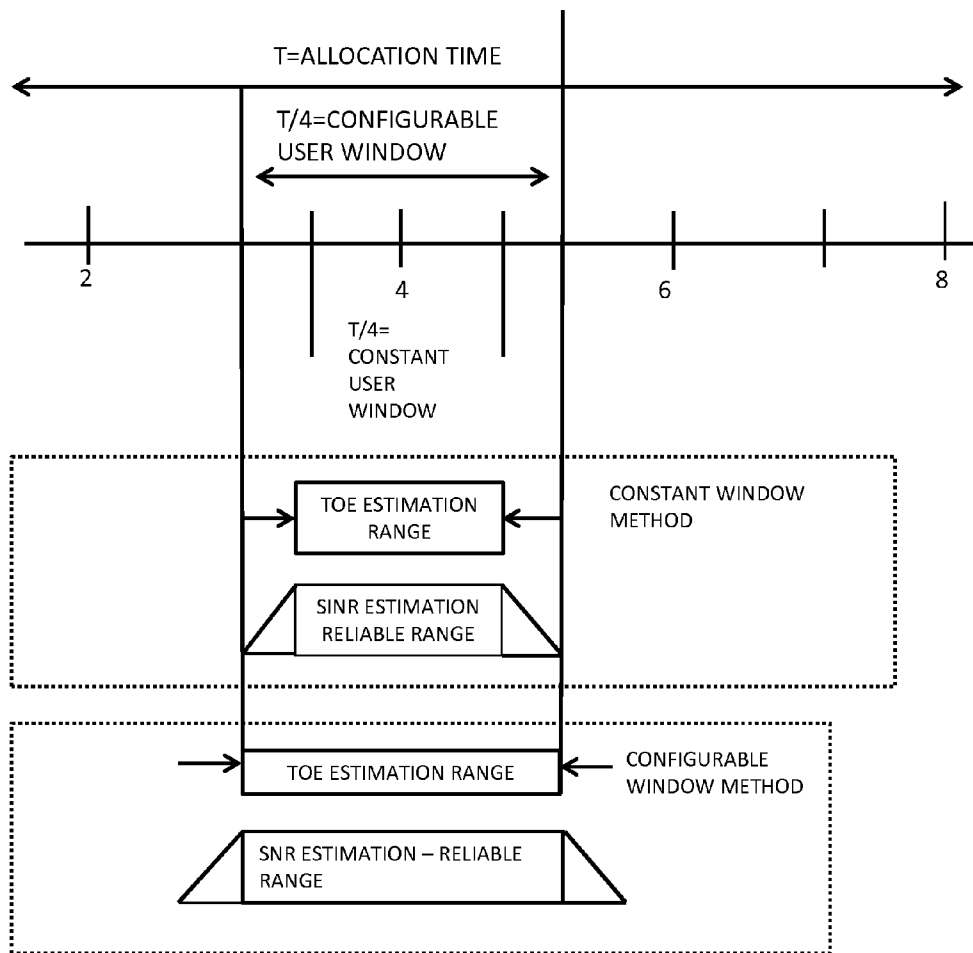 T=ALLOCATION TIME
T/4=CONFIGURABLE
USER WINDOW
2
4
6
8
T/4=
CONSTANT
USER
WINDOW
TOE ESTIMATION
RANGE
CONSTANT WINDOW
METHOD
SINR ESTIMATION
RELIABLE RANGE
TOE ESTIMATION RANGE
CONFIGURABLE
WINDOW METHOD
SNR ESTIMATION – RELIABLE
RANGE